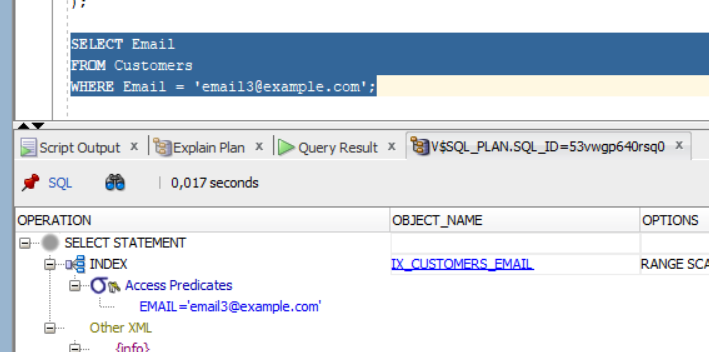 );
SELECT Email
FROM Customers
WHERE Email = 'email3@example.com';
Script Output x Explain Plan x Query Result x V$SQL_PLAN.SQL_ID=53vwgp640rsq0 x
SQL | 0,017 seconds
OPERATION OBJECT_NAME OPTIONS
SELECT STATEMENT
INDEX IX_CUSTOMERS_EMAIL RANGE SCA
Access Predicates
EMAIL='email3@example.com'
Other XML
{info}